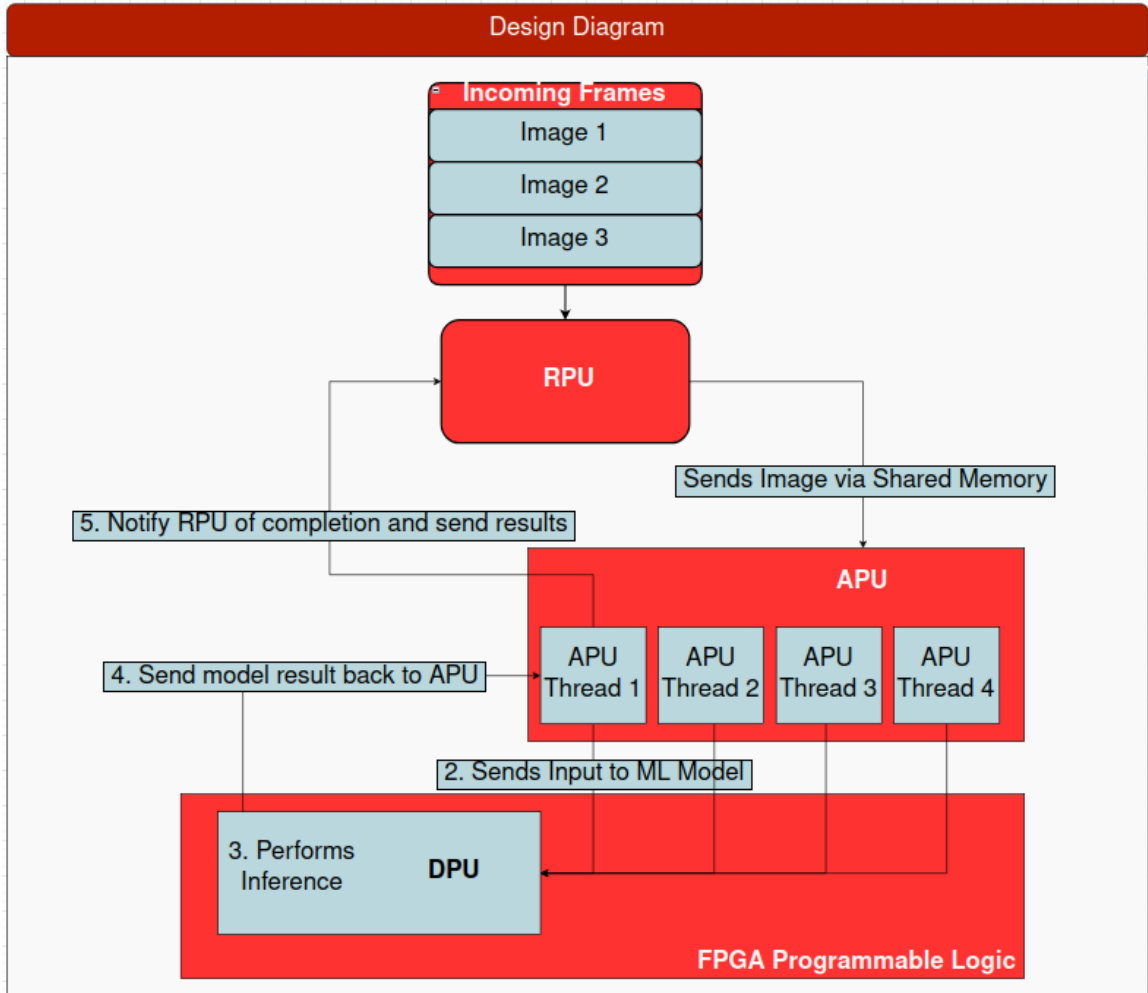 Design Diagram
Incoming Frames
Image 1
Image 2
Image 3
RPU
Sends Image via Shared Memory
5. Notify RPU of completion and send results
APU
APU
Thread 1
APU
Thread 2
APU
Thread 3
APU
Thread 4
4. Send model result back to APU
2. Sends Input to ML Model
3. Performs
Inference
DPU
FPGA Programmable Logic